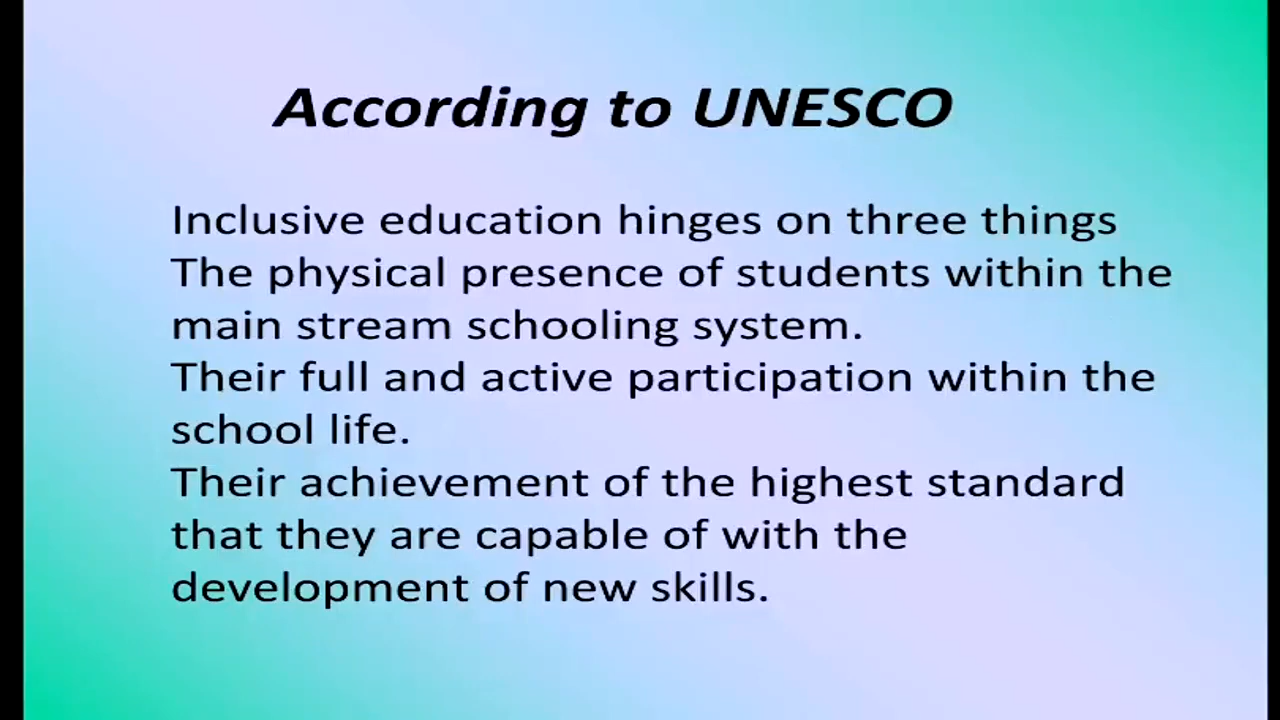 According to UNESCO
Inclusive education hinges on three things
The physical presence of students within the
main stream schooling system.
Their full and active participation within the
school life.
Their achievement of the highest standard
that they are capable of with the
development of new skills.